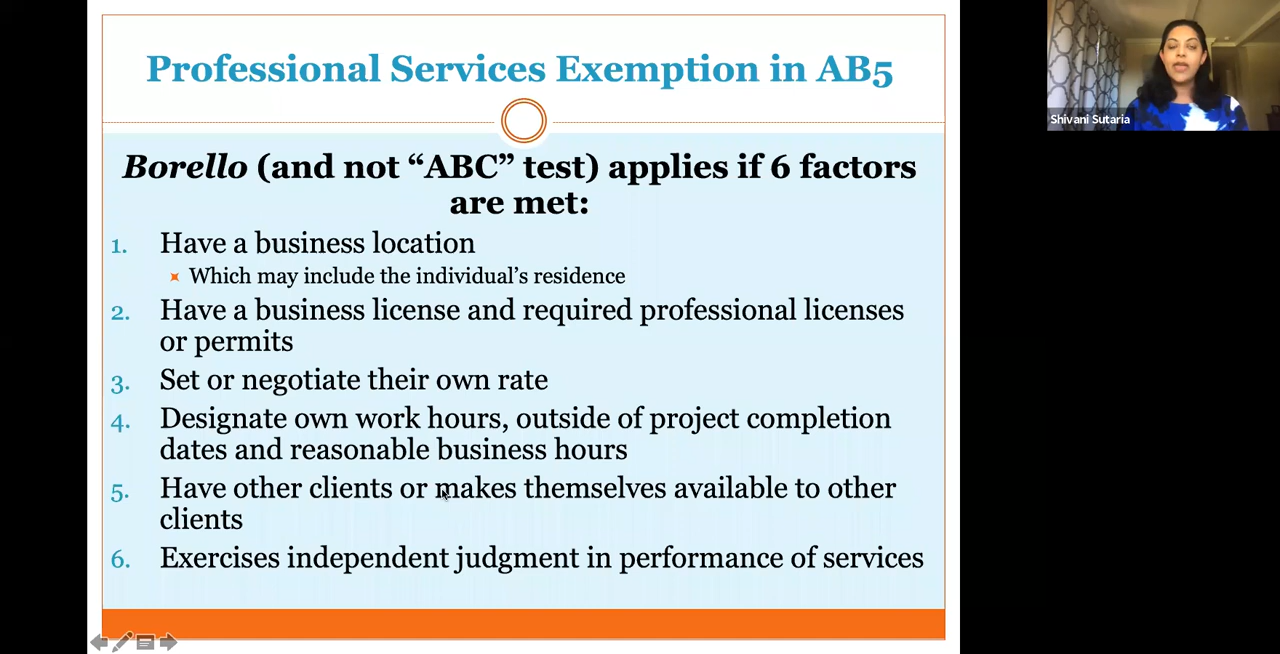 Professional Services Exemption in AB5
Borello (and not “ABC” test) applies if 6 factors
are met:
1. Have a business location
Which may include the individual’s residence
2. Have a business license and required professional licenses
or permits
3. Set or negotiate their own rate
4. Designate own work hours, outside of project completion
dates and reasonable business hours
5. Have other clients or makes themselves available to other
clients
6. Exercises independent judgment in performance of services
Shivani Sutaria